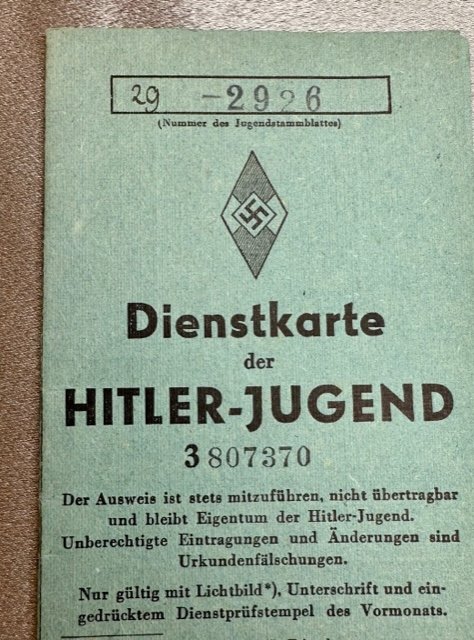 29 -2926
(Nummer des Jugendstammblattes)
Dienstkarte
der
HITLER-JUGEND
3 807370
Der Ausweis ist stets mitzuführen, nicht übertragbar
und bleibt Eigentum der Hitler-Jugend.
Unberechtigte Eintragungen und Änderungen sind
Urkundenfälschungen.
Nur gültig mit Lichtbild*), Unterschrift und ein-
gedrücktem Dienstprüfstempel des Vormonats.